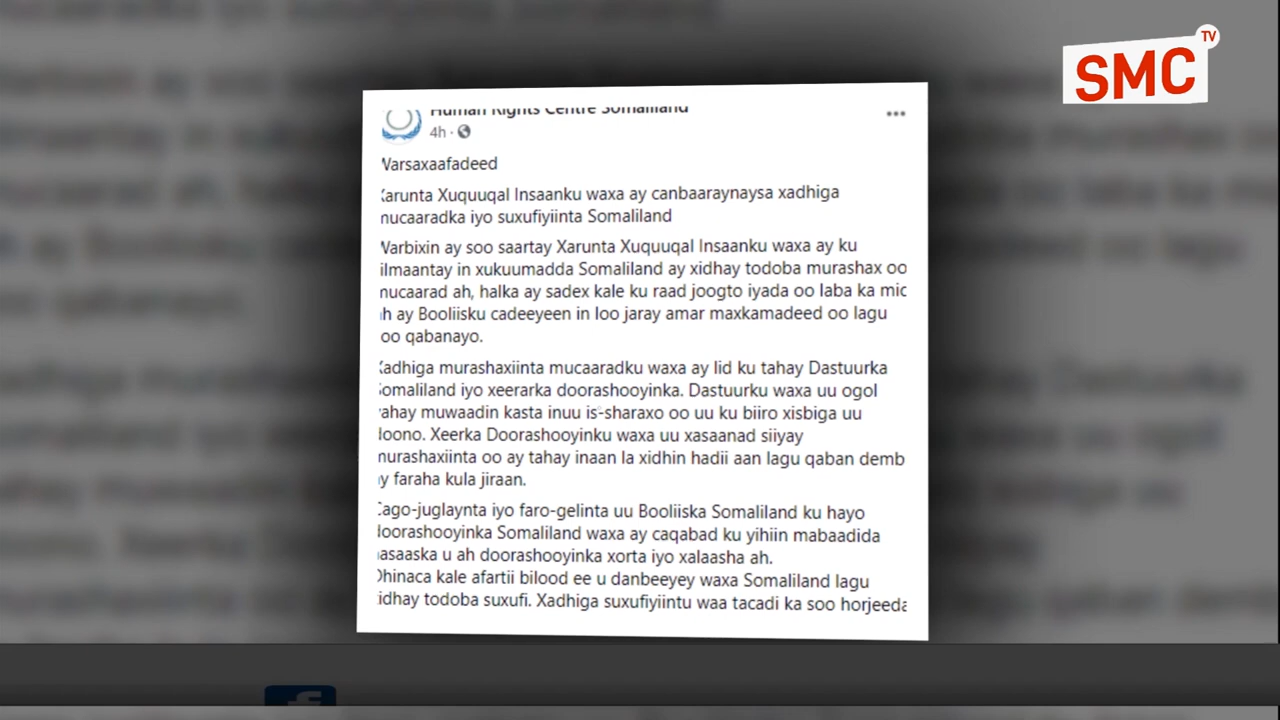 SMC TV
Human Rights Centre Somaliland
4h
Warsaxaafadeed
Xarunta Xuquuqal Insaanku waxa ay canbaaraynaysa xadhiga
mucaaradka iyo suxufiyiinta Somaliland
Warbixin ay soo saartay Xarunta Xuquuqal Insaanku waxa ay ku
ilmaantay in xukuumadda Somaliland ay xidhay todoba murashax oo
mucaarad ah, halka ay sadex kale ku raad joogto iyada oo laba ka mic
ah ay Booliisku cadeeyeen in loo jaray amar maxkamadeed oo lagu
oo qabanayo.
Xadhiga murashaxiinta mucaaradku waxa ay lid ku tahay Dastuurka
Somaliland iyo xeerarka doorashooyinka. Dastuurku waxa uu ogol
yahay muwaadin kasta inuu is-sharaxo oo uu ku biiro xisbiga uu
doono. Xeerka Doorashooyinku waxa uu xasaanad siiyay
murashaxiinta oo ay tahay inaan la xidhin hadii aan lagu qaban demb
ay faraha kula jiraan.
Cago-juglaynta iyo faro-gelinta uu Booliiska Somaliland ku hayo
doorashooyinka Somaliland waxa ay caqabad ku yihiin mabaadida
asaaska u ah doorashooyinka xorta iyo xalaasha ah.
Dhinaca kale afartii bilood ee u danbeeyey waxa Somaliland lagu
xidhay todoba suxufi. Xadhiga suxufiyiintu waa tacadi ka soo horjeeda